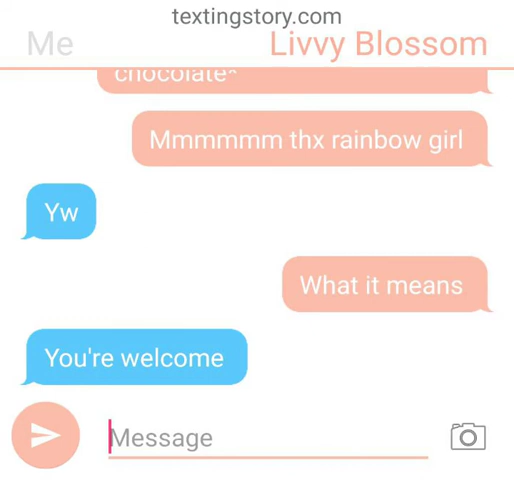 textingstory.com
Me
Livvy Blossom
chocolate*
Mmmmmm thx rainbow girl
Yw
What it means
You're welcome
Message